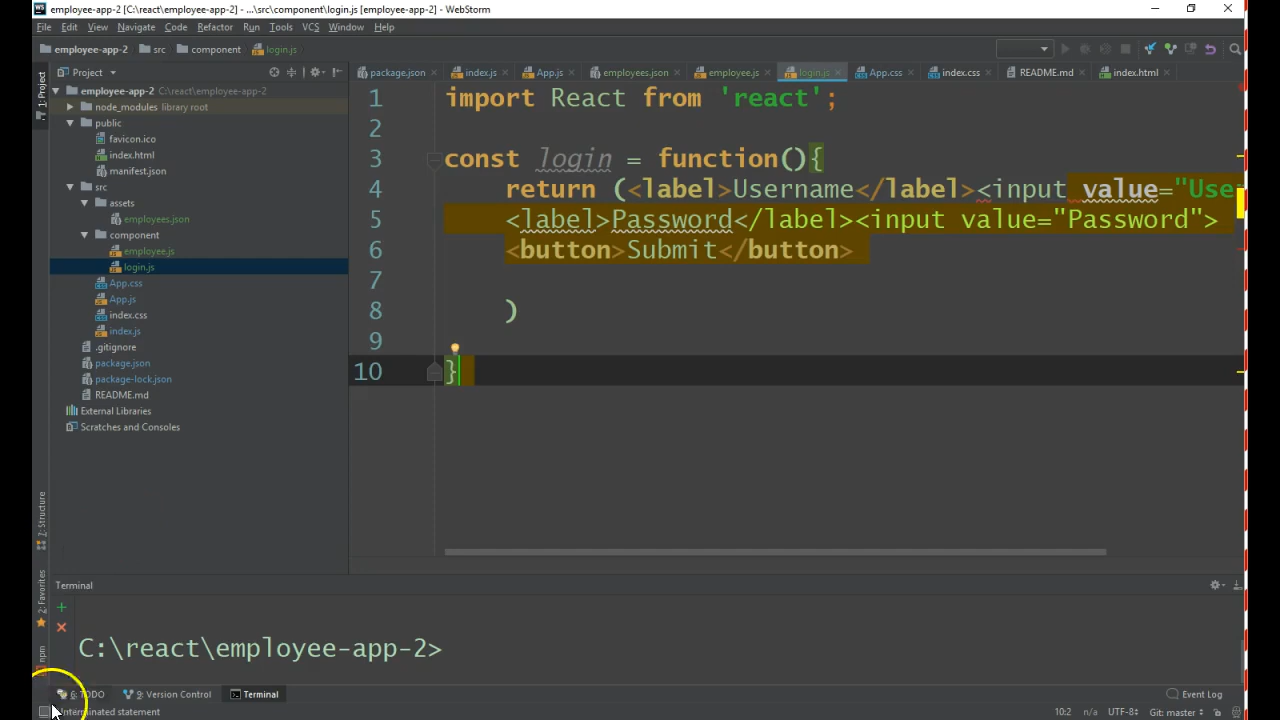 employee-app-2 [C:\react\employee-app-2] - ...\src\component\login.js [employee-app-2] - WebStorm
File Edit View Navigate Code Refactor Run Tools VCS Window Help
employee-app-2 src component login.js
Project package.json index.js App.js employees.json employee.js login.js App.css index.css README.md index.html
1: Project
employee-app-2 C:\react\employee-app-2
node_modules library root
public
favicon.ico
index.html
manifest.json
src
assets
employees.json
component
employee.js
login.js
App.css
App.js
index.css
index.js
.gitignore
package.json
package-lock.json
README.md
External Libraries
Scratches and Consoles
1 import React from 'react';
2
3 const login = function(){
4 return (<label>Username</label><input value="Use
5 <label>Password</label><input value="Password">
6 <button>Submit</button>
7
8 )
9
10 }
7: Structure
2: Favorites
npm
Terminal
C:\react\employee-app-2>
6: TODO 9: Version Control Terminal Event Log
Unterminated statement 10:2 n/a UTF-8 Git: master